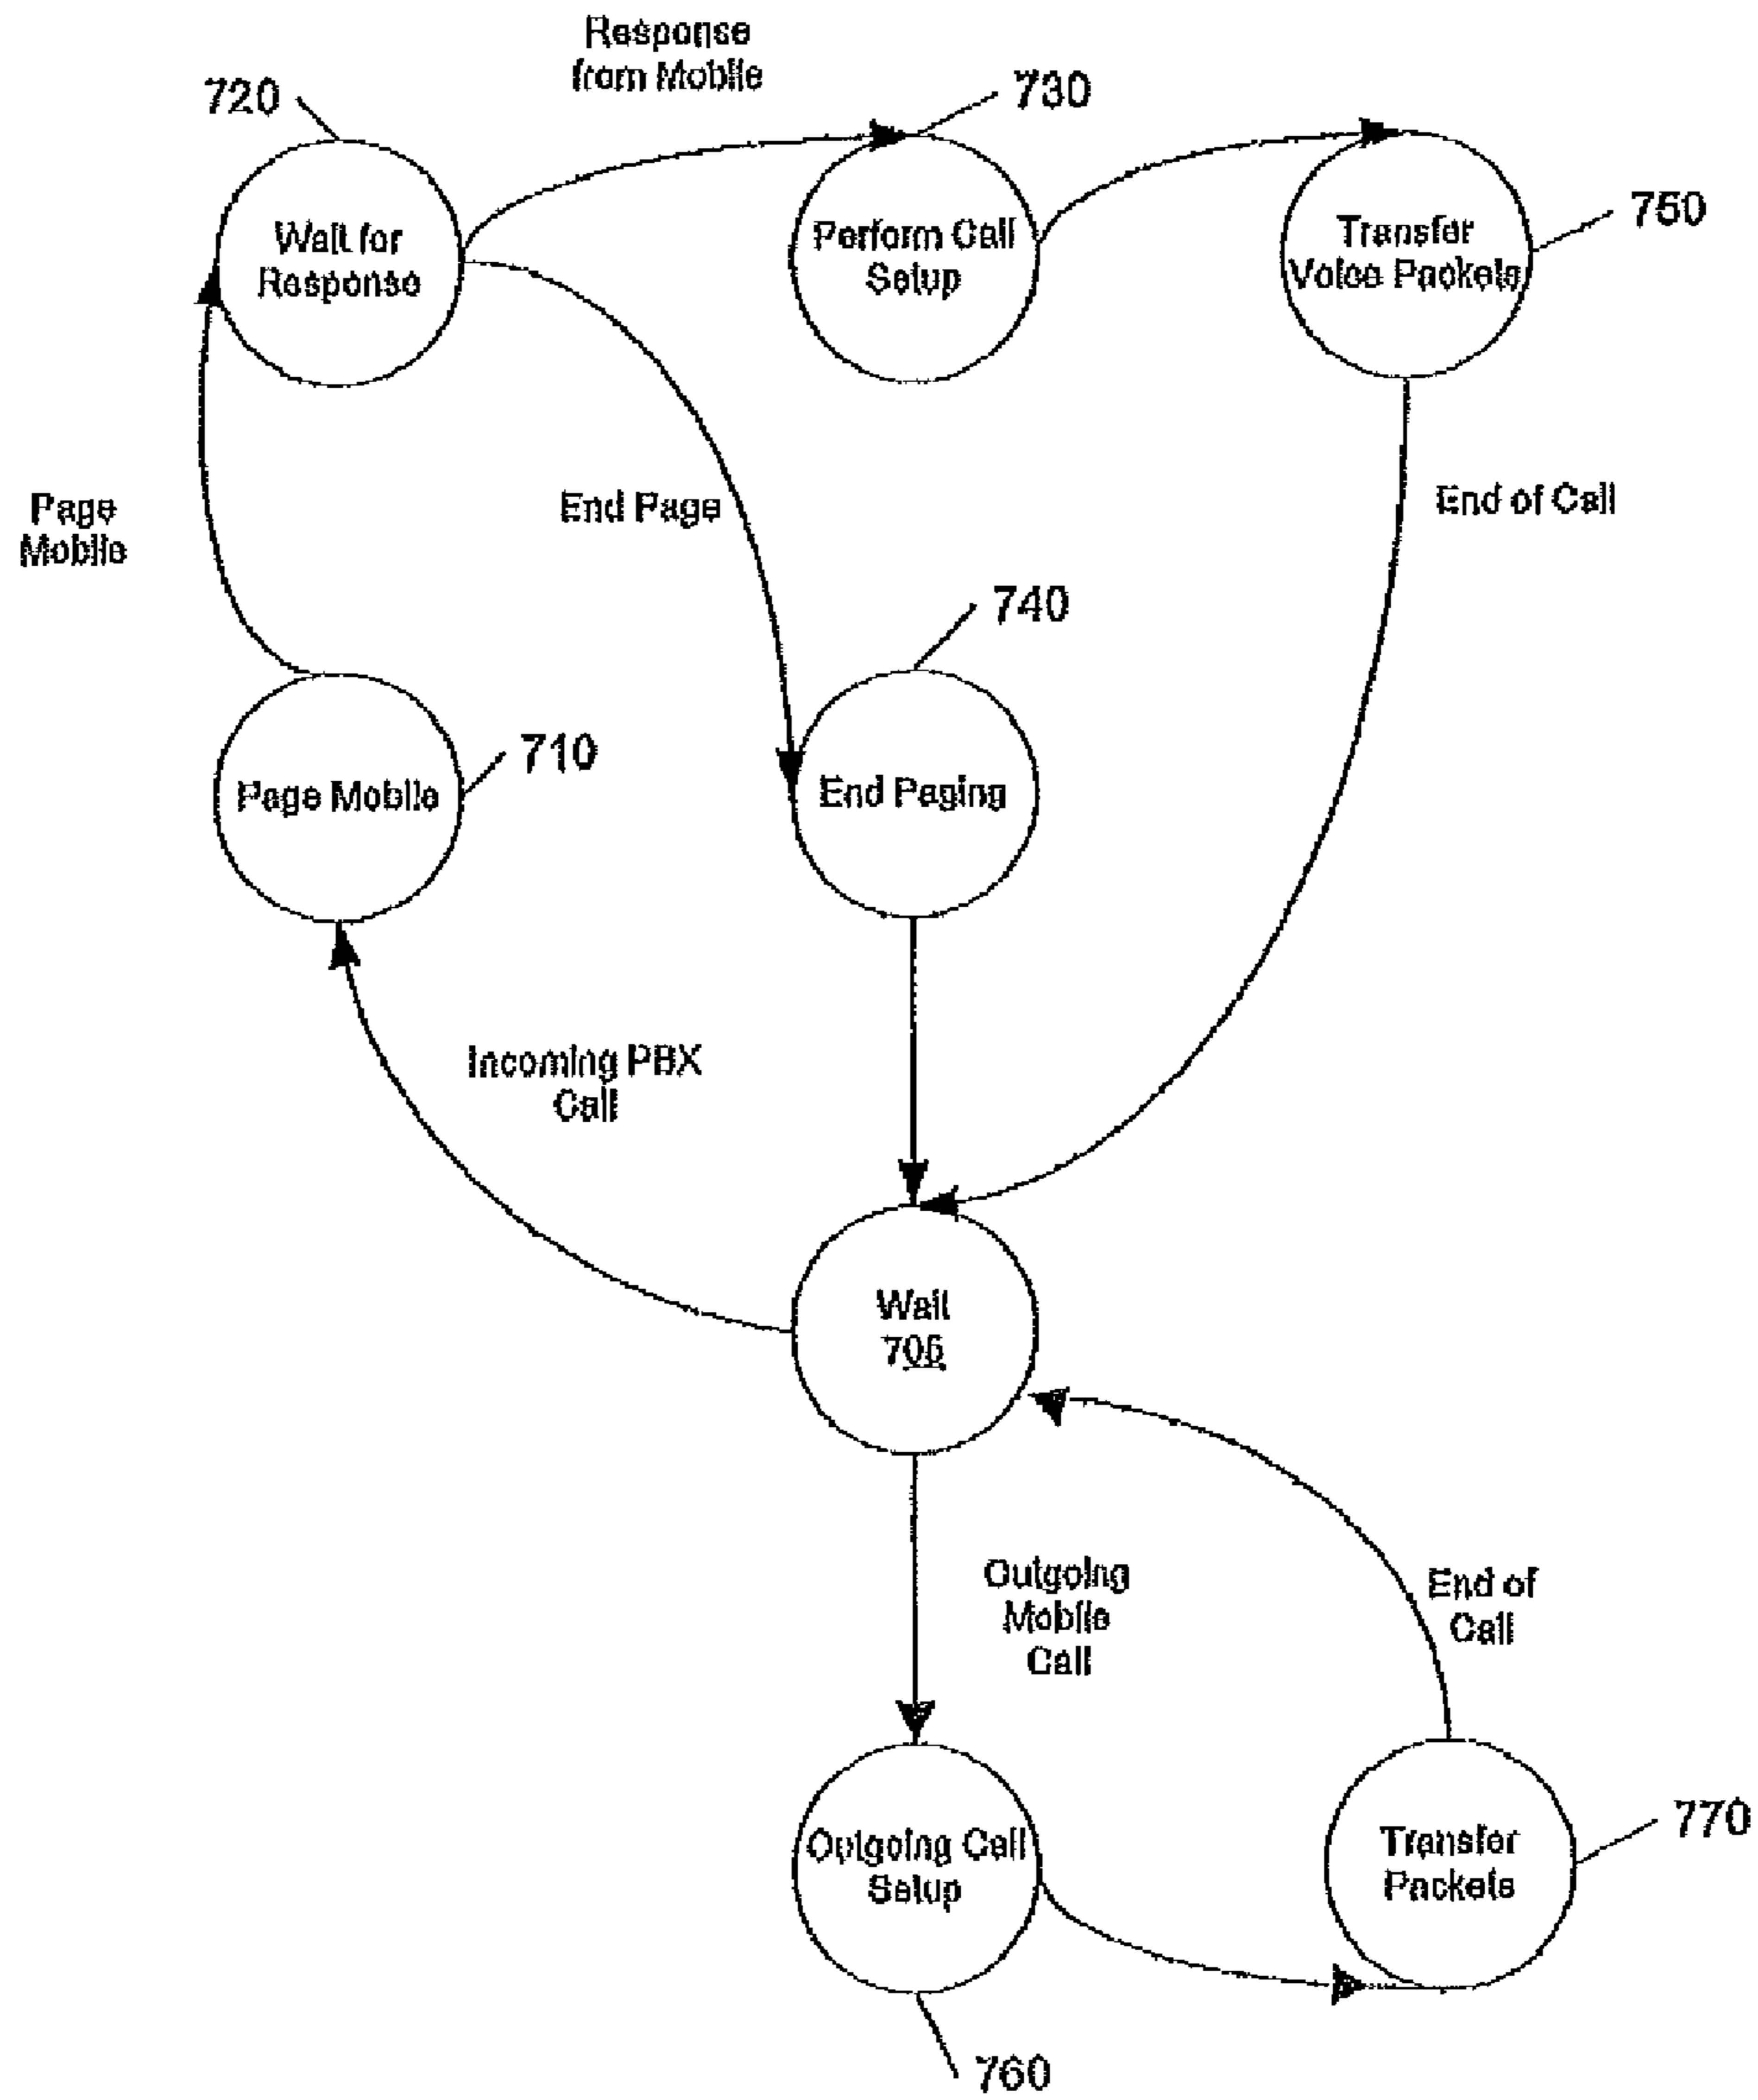 Response
from Mobile
720
730
750
Wait for
Response
Perform Call
Setup
Transfer
Voice Packets
Page
Mobile
End Page
End of Call
740
710
Page Mobile
End Paging
Incoming PBX
Call
Wait
705
Outgoing
Mobile
Call
End of
Call
Outgoing Call
Setup
Transfer
Packets
770
760